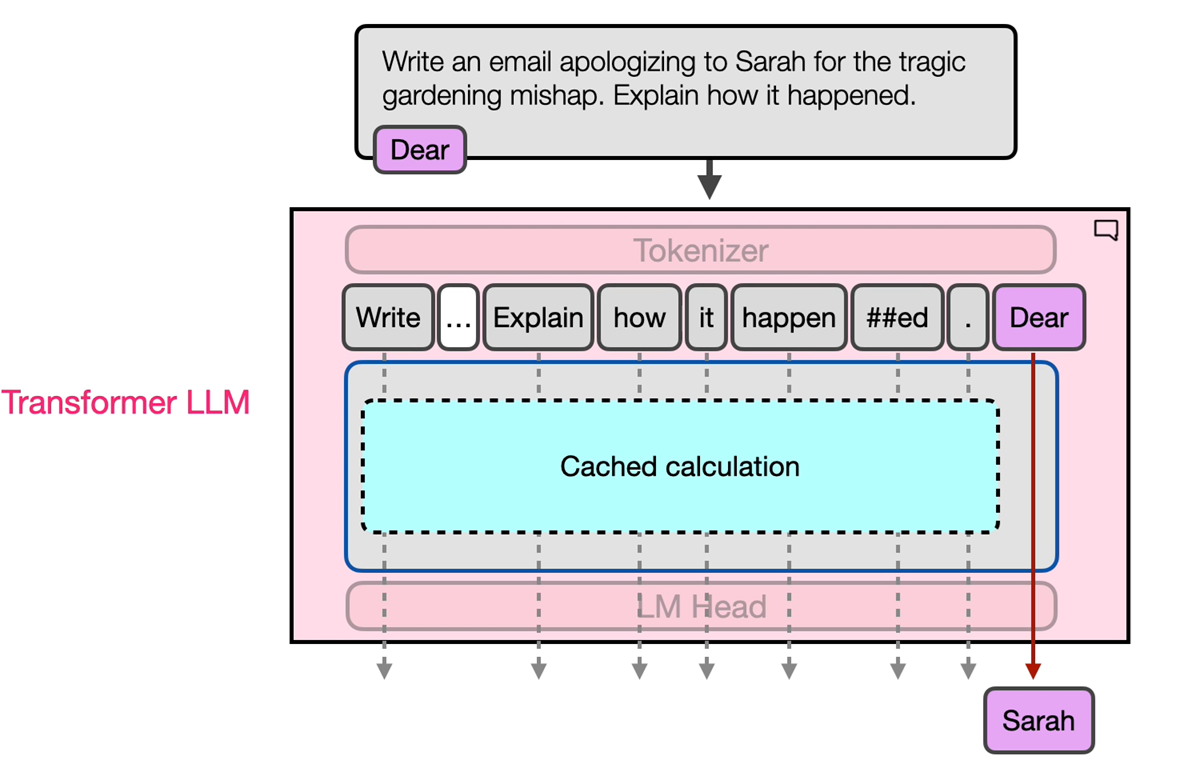 Write an email apologizing to Sarah for the tragic
gardening mishap. Explain how it happened.
Dear
Tokenizer
Write ... Explain how it happen ##ed . Dear
Transformer LLM
Cached calculation
LM Head
Sarah